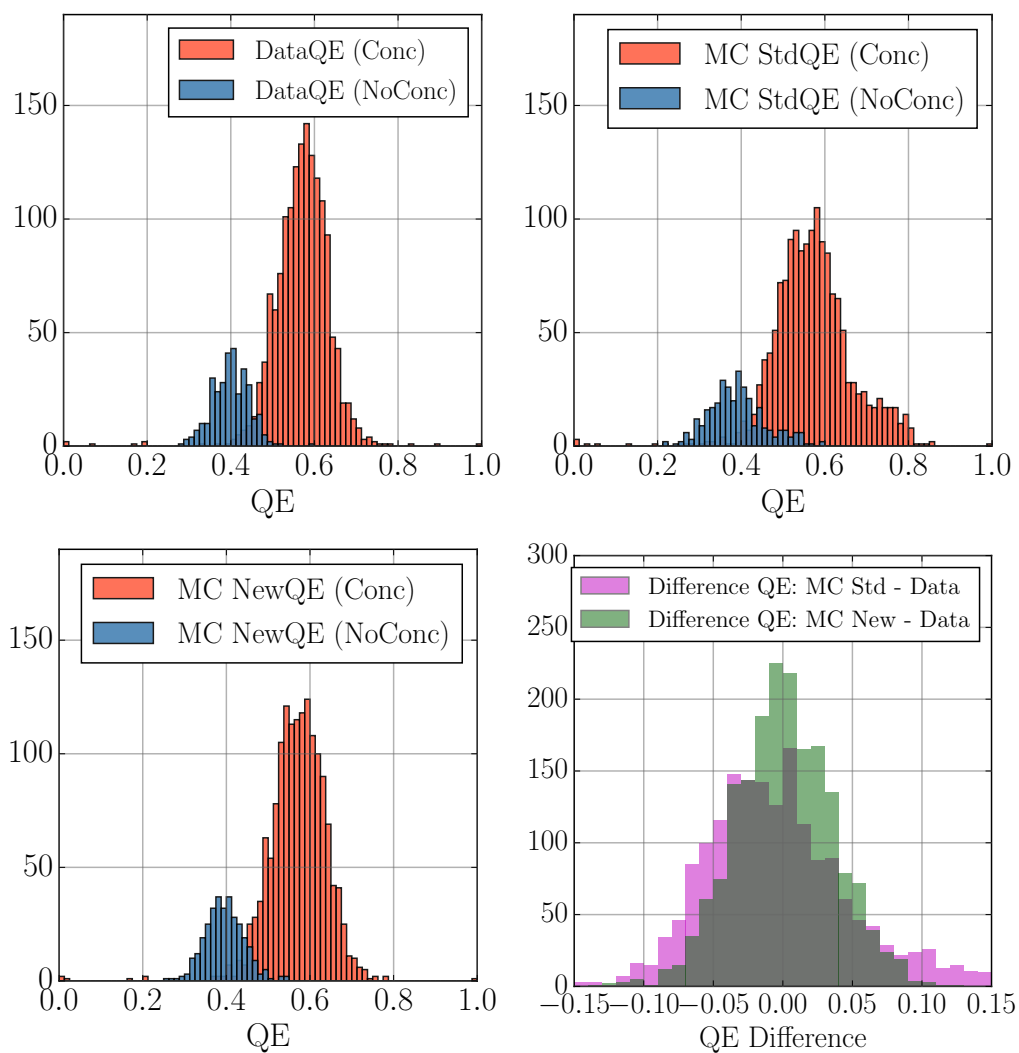 DataQE (Conc)
DataQE (NoConc)
150
100
50
0
0.0 0.2 0.4 0.6 0.8 1.0
QE
MC StdQE (Conc)
MC StdQE (NoConc)
150
100
50
0
0.0 0.2 0.4 0.6 0.8 1.0
QE
MC NewQE (Conc)
MC NewQE (NoConc)
150
100
50
0
0.0 0.2 0.4 0.6 0.8 1.0
QE
300
Difference QE: MC Std - Data
Difference QE: MC New - Data
250
200
150
100
50
0
−0.15 −0.10 −0.05 0.00 0.05 0.10 0.15
QE Difference